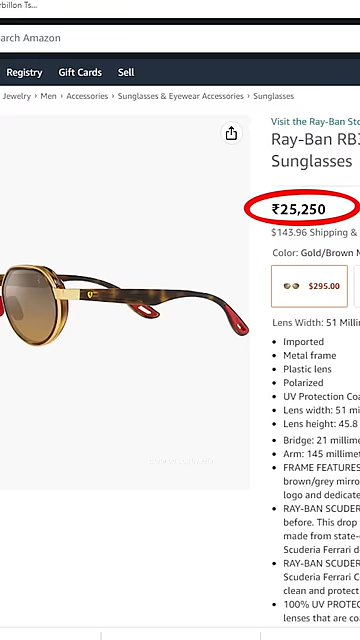 rbillon Ts...
arch Amazon
Registry Gift Cards Sell
Jewelry › Men › Accessories › Sunglasses & Eyewear Accessories › Sunglasses
Visit the Ray-Ban Sto
Ray-Ban RB3
Sunglasses
₹25,250
$143.96 Shipping &
Color: Gold/Brown M
$295.00
Lens Width: 51 Milli
Imported
Metal frame
Plastic lens
Polarized
UV Protection Coa
Lens width: 51 mi
Lens height: 45.8
Bridge: 21 millime
Arm: 145 millimet
FRAME FEATURES
brown/grey mirro
logo and dedicate
RAY-BAN SCUDER
before. This drop
made from state-
Scuderia Ferrari d
RAY-BAN SCUDER
Scuderia Ferrari C
clean and protect
100% UV PROTEC
lenses that are co